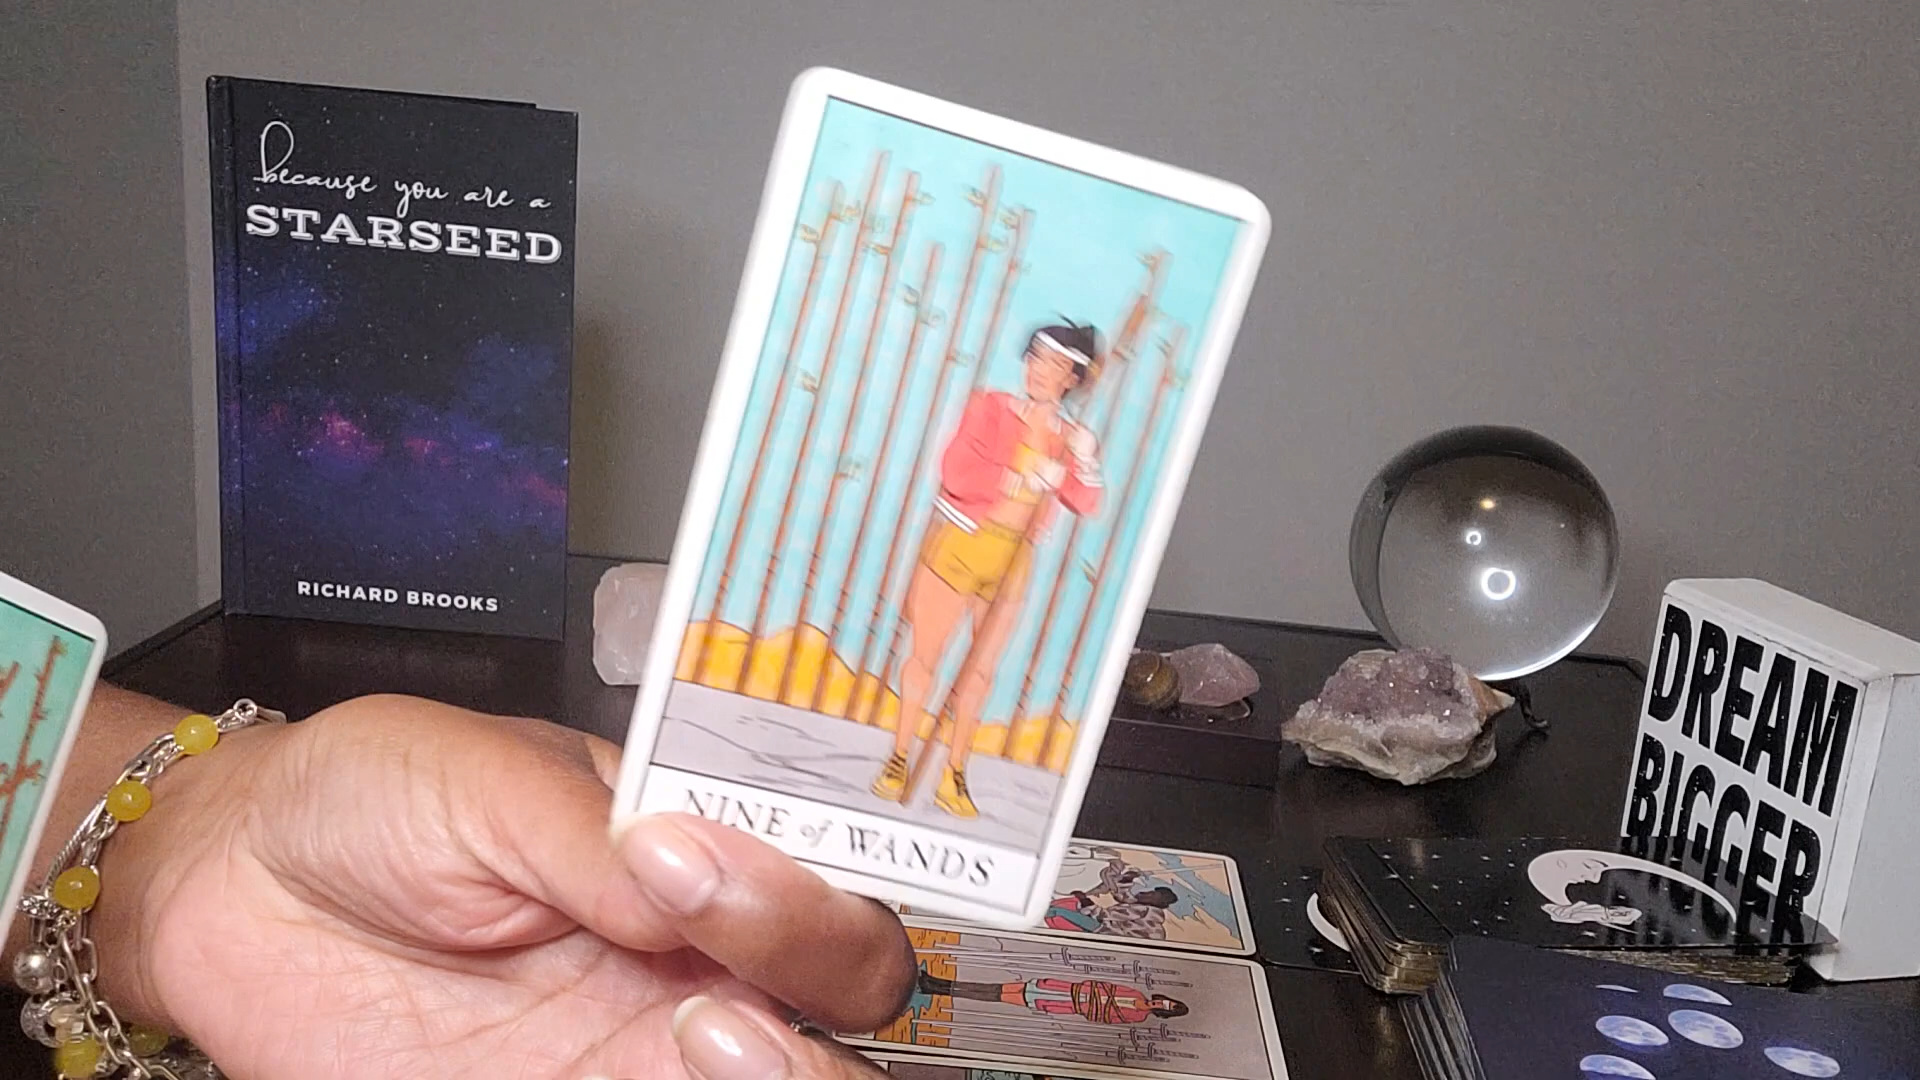 because you are a
STARSEED
RICHARD BROOKS
NINE of WANDS
DREAM
BIGGER